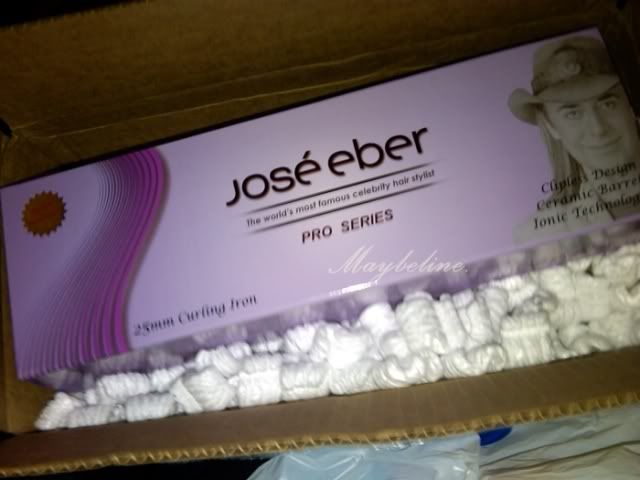 José eber
The world's most famous celebrity hair stylist
PRO SERIES
Clipless Design
Ceramic Barrel
Ionic Technology
Maybeline.
25mm Curling Iron